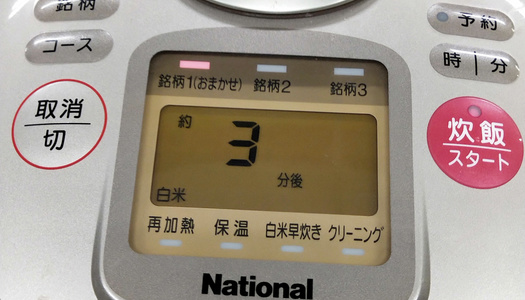 銘柄
コース
取消
切
予約
時 | 分
炊飯
スタート
銘柄1(おまかせ) 銘柄2 銘柄3
約
3
分後
白米
再加熱 保温 白米早炊き クリーニング
National